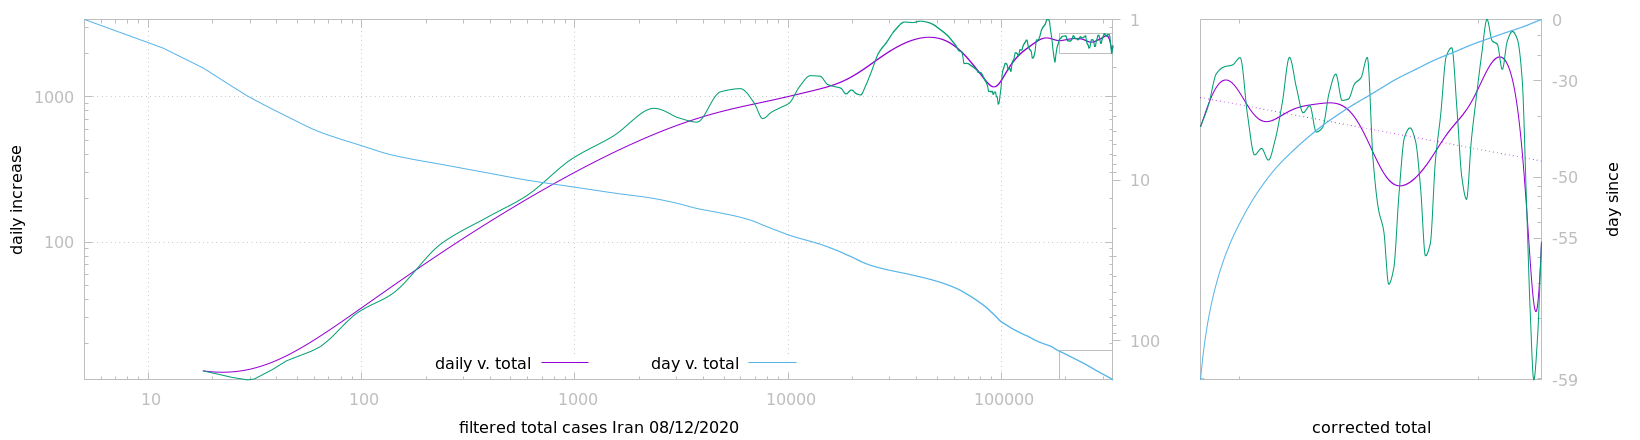 1
0
-30
1000
daily increase
10
-50
day since
100
-55
daily v. total
day v. total
100
-59
10
100
1000
10000
100000
filtered total cases Iran 08/12/2020
corrected total